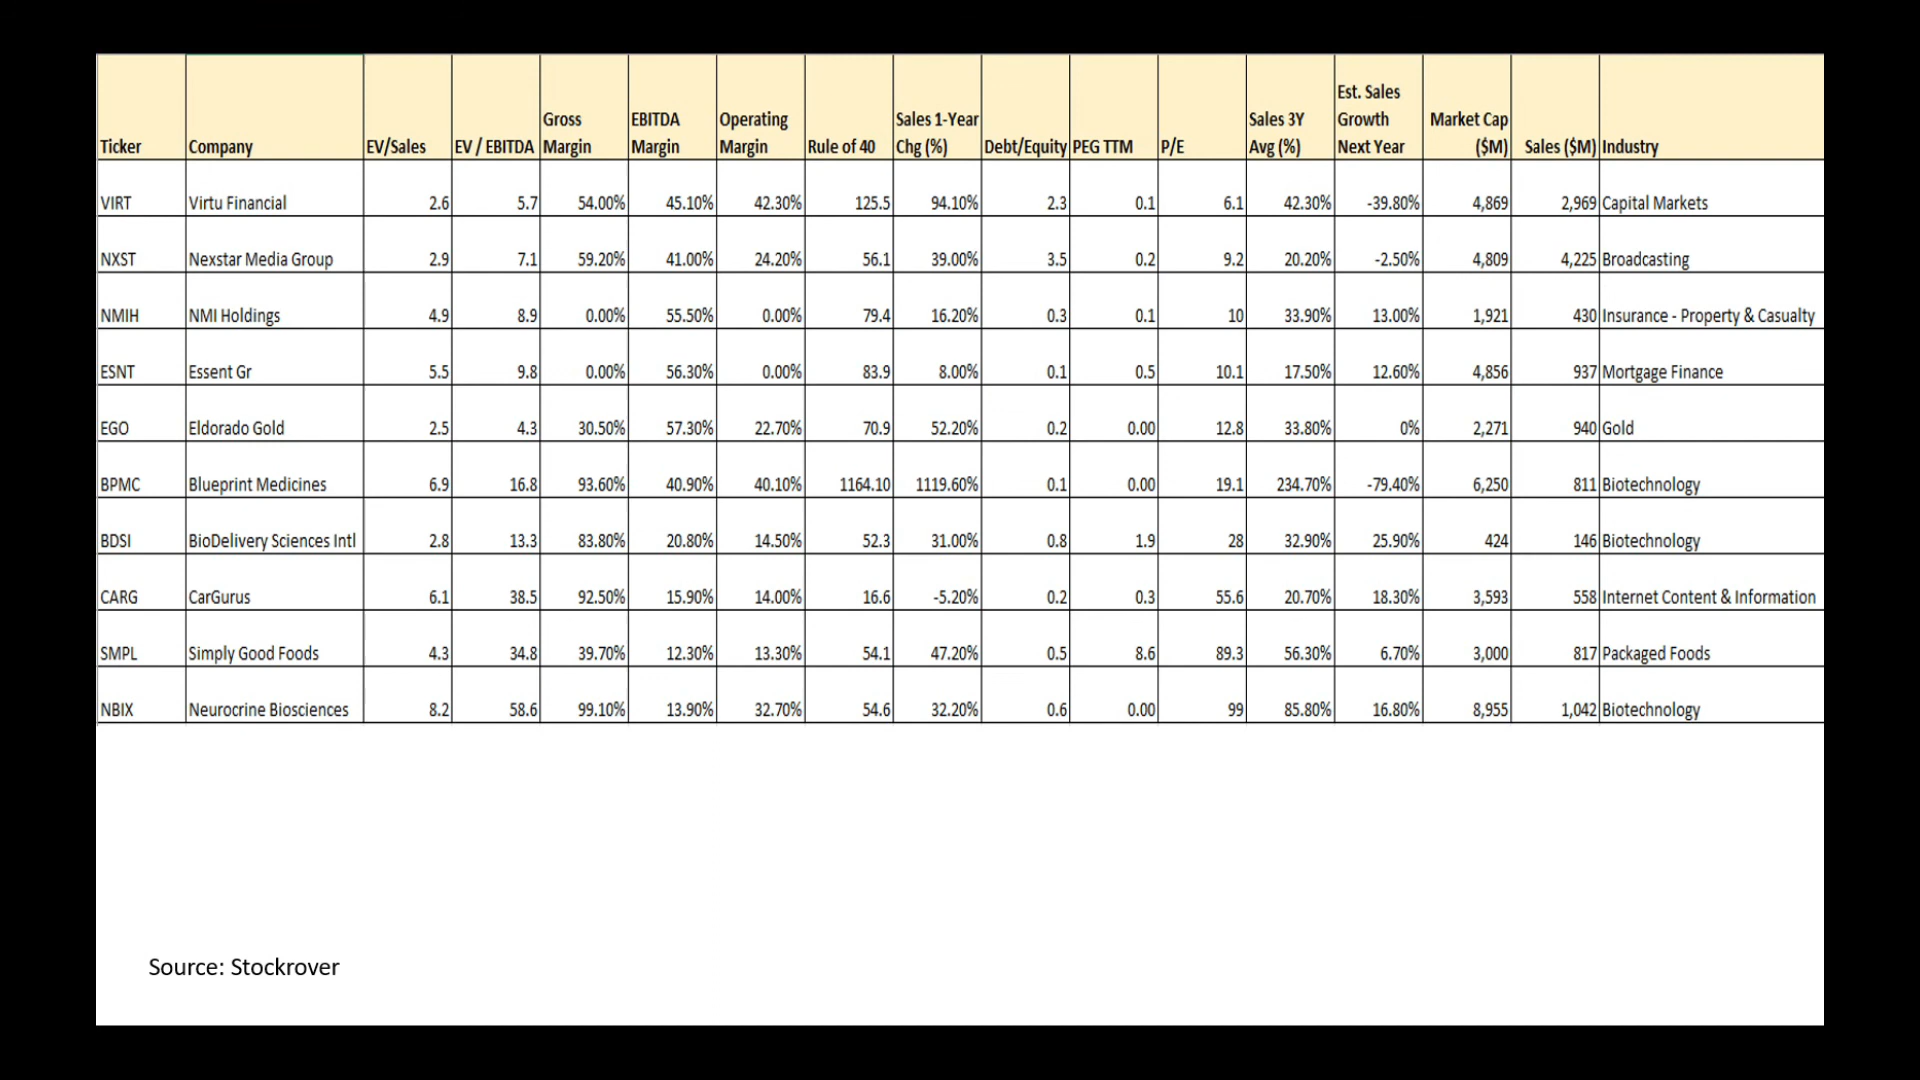 Ticker Company EV/Sales EV / EBITDA Gross Margin EBITDA Margin Operating Margin Rule of 40 Sales 1-Year Chg (%) Debt/Equity PEG TTM P/E Sales 3Y Avg (%) Est. Sales Growth Next Year Market Cap ($M) Sales ($M) Industry
VIRT Virtu Financial 2.6 5.7 54.00% 45.10% 42.30% 125.5 94.10% 2.3 0.1 6.1 42.30% -39.80% 4,869 2,969 Capital Markets
NXST Nexstar Media Group 2.9 7.1 59.20% 41.00% 24.20% 56.1 39.00% 3.5 0.2 9.2 20.20% -2.50% 4,809 4,225 Broadcasting
NMIH NMI Holdings 4.9 8.9 0.00% 55.50% 0.00% 79.4 16.20% 0.3 0.1 10 33.90% 13.00% 1,921 430 Insurance - Property & Casualty
ESNT Essent Gr 5.5 9.8 0.00% 56.30% 0.00% 83.9 8.00% 0.1 0.5 10.1 17.50% 12.60% 4,856 937 Mortgage Finance
EGO Eldorado Gold 2.5 4.3 30.50% 57.30% 22.70% 70.9 52.20% 0.2 0.00 12.8 33.80% 0% 2,271 940 Gold
BPMC Blueprint Medicines 6.9 16.8 93.60% 40.90% 40.10% 1164.10 1119.60% 0.1 0.00 19.1 234.70% -79.40% 6,250 811 Biotechnology
BDSI BioDelivery Sciences Intl 2.8 13.3 83.80% 20.80% 14.50% 52.3 31.00% 0.8 1.9 28 32.90% 25.90% 424 146 Biotechnology
CARG CarGurus 6.1 38.5 92.50% 15.90% 14.00% 16.6 -5.20% 0.2 0.3 55.6 20.70% 18.30% 3,593 558 Internet Content & Information
SMPL Simply Good Foods 4.3 34.8 39.70% 12.30% 13.30% 54.1 47.20% 0.5 8.6 89.3 56.30% 6.70% 3,000 817 Packaged Foods
NBIX Neurocrine Biosciences 8.2 58.6 99.10% 13.90% 32.70% 54.6 32.20% 0.6 0.00 99 85.80% 16.80% 8,955 1,042 Biotechnology
Source: Stockrover